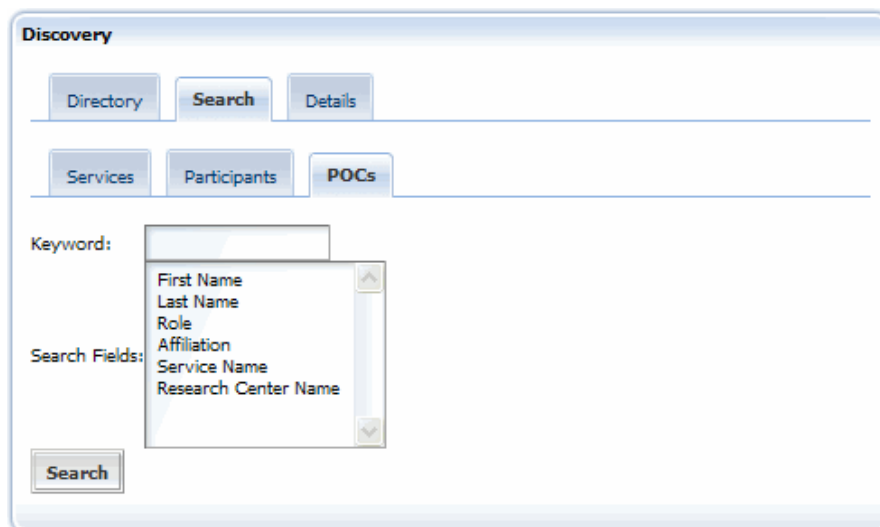 Discovery
Directory Search Details
Services Participants POCs
Keyword:
First Name
Last Name
Role
Affiliation
Search Fields:
Service Name
Research Center Name
Search